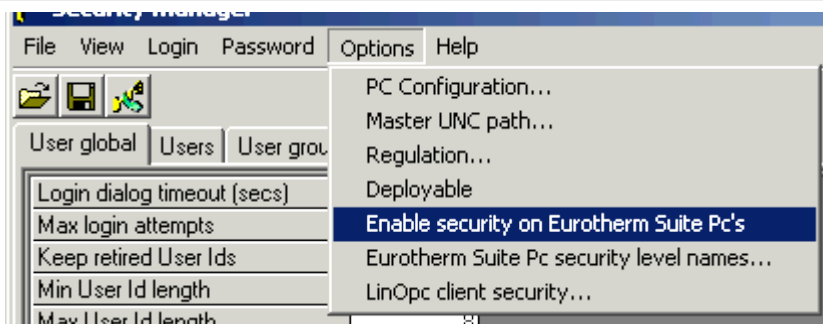 Security Manager
File View Login Password Options Help
PC Configuration...
Master UNC path...
Regulation...
Deployable
Enable security on Eurotherm Suite Pc's
Eurotherm Suite Pc security level names...
LinOpc client security...
User global Users User grou
Login dialog timeout (secs)
Max login attempts
Keep retired User Ids
Min User Id length
Max User Id length 8